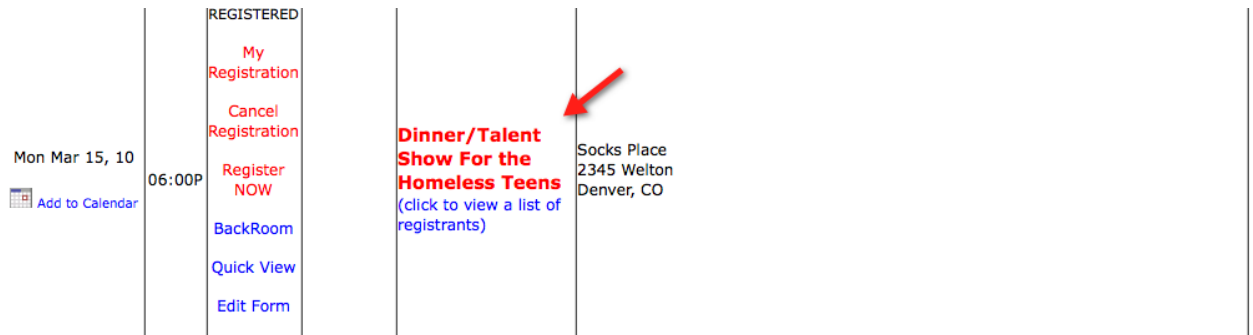 Mon Mar 15, 10
Add to Calendar
06:00P
REGISTERED
My
Registration
Cancel
Registration
Register
NOW
BackRoom
Quick View
Edit Form
Dinner/Talent
Show For the
Homeless Teens
(click to view a list of
registrants)
Socks Place
2345 Welton
Denver, CO